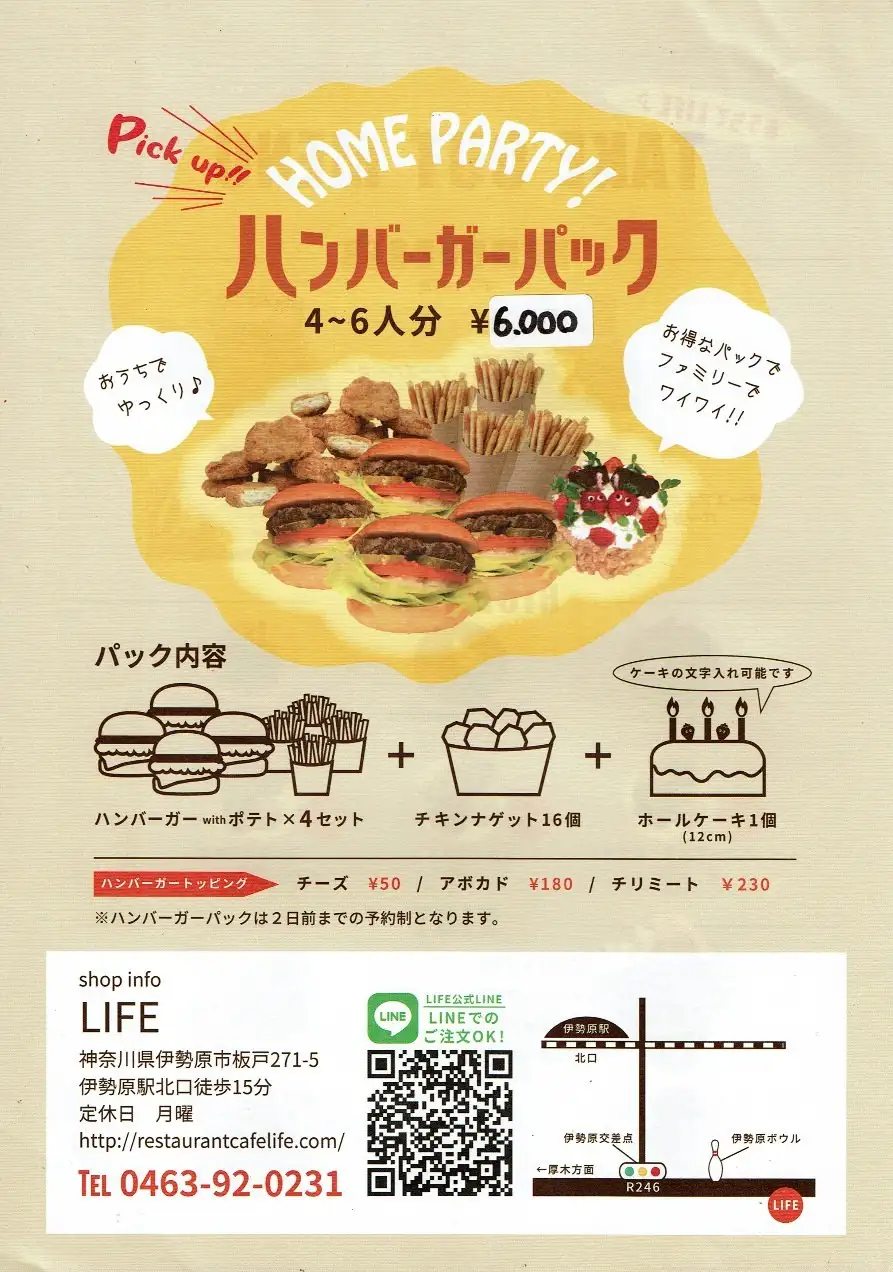 Pick up!!
HOME PARTY!
ハンバーガーパック
4~6人分 ¥6.000
おうちで
ゆっくり♪
お得なパックで
ファミリーで
ワイワイ!!
パック内容
ケーキの文字入れ可能です
+
+
ハンバーガー with ポテト×4セット
チキンナゲット16個
ホールケーキ1個
(12cm)
ハンバーガートッピング チーズ ¥50 / アボカド ¥180 / チリミート ¥230
※ハンバーガーパックは2日前までの予約制となります。
shop info
LIFE
神奈川県伊勢原市板戸271-5
伊勢原駅北口徒歩15分
定休日 月曜
http://restaurantcafelife.com/
TEL 0463-92-0231
LINE
LIFE公式LINE
LINEでの
ご注文OK!
伊勢原駅
北口
伊勢原交差点
伊勢原ボウル
←厚木方面
R246
LIFE